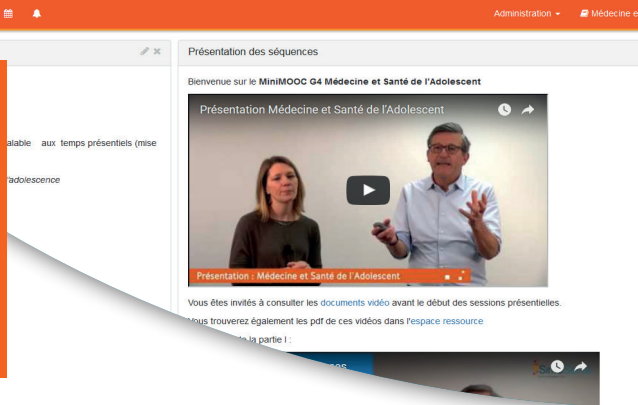 Administration
Médecine e
Présentation des séquences
alable aux temps présentiels (mise
l'adolescence
Bienvenue sur le MiniMOOC G4 Médecine et Santé de l'Adolescent
Présentation Médecine et Santé de l'Adolescent
Présentation : Médecine et Santé de l'Adolescent
Vous êtes invités à consulter les documents vidéo avant le début des sessions présentielles.
Vous trouverez également les pdf de ces vidéos dans l'espace ressource
de la partie I :